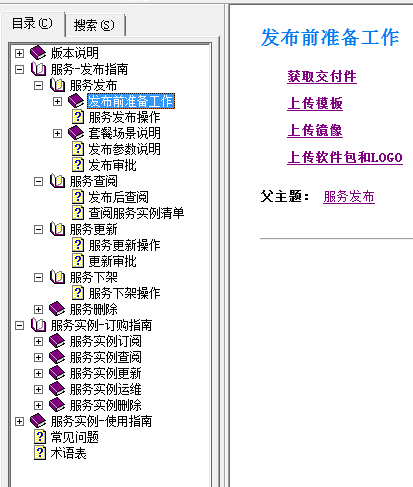 目录(C)
搜索(S)
版本说明
服务-发布指南
服务发布
发布前准备工作
服务发布操作
套餐场景说明
发布参数说明
发布审批
服务查阅
发布后查阅
查阅服务实例清单
服务更新
服务更新操作
更新审批
服务下架
服务下架操作
服务删除
服务实例-订购指南
服务实例订阅
服务实例查阅
服务实例更新
服务实例运维
服务实例删除
服务实例-使用指南
常见问题
术语表
发布前准备工作
获取交付件
上传模板
上传镜像
上传软件包和LOGO
父主题： 服务发布